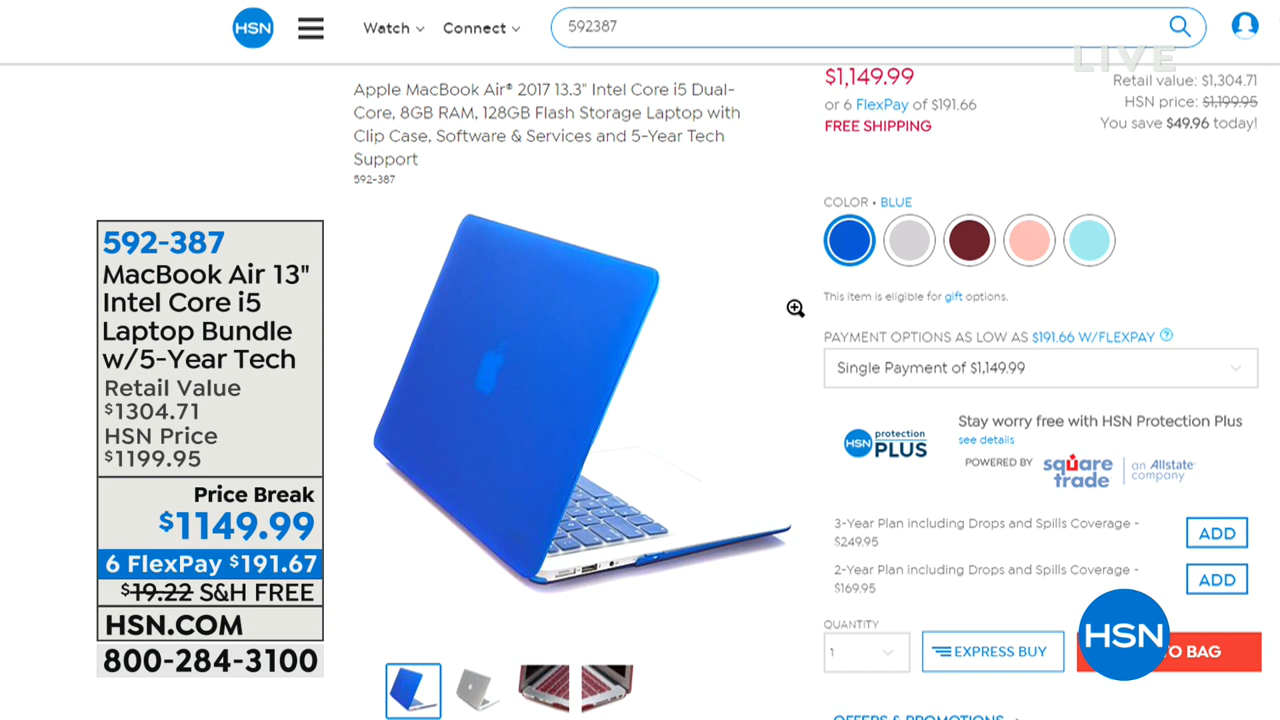 HSN
Watch
Connect
592387
LIVE
Apple MacBook Air® 2017 13.3" Intel Core i5 Dual-
Core, 8GB RAM, 128GB Flash Storage Laptop with
Clip Case, Software & Services and 5-Year Tech
Support
592-387
$1,149.99
or 6 FlexPay of $191.66
FREE SHIPPING
Retail value: $1,304.71
HSN price: $1,199.95
You save $49.96 today!
COLOR • BLUE
This item is eligible for gift options.
PAYMENT OPTIONS AS LOW AS $191.66 W/FLEXPAY ?
Single Payment of $1,149.99
HSN protection
PLUS
Stay worry free with HSN Protection Plus
see details
POWERED BY
square
trade
an Allstate
company
3-Year Plan including Drops and Spills Coverage -
$249.95
ADD
2-Year Plan including Drops and Spills Coverage -
$169.95
ADD
QUANTITY
1
EXPRESS BUY
TO BAG
HSN
OFFERS & PROMOTIONS
592-387
MacBook Air 13"
Intel Core i5
Laptop Bundle
w/5-Year Tech
Retail Value
$1304.71
HSN Price
$1199.95
Price Break
$1149.99
6 FlexPay $191.67
$19.22 S&H FREE
HSN.COM
800-284-3100